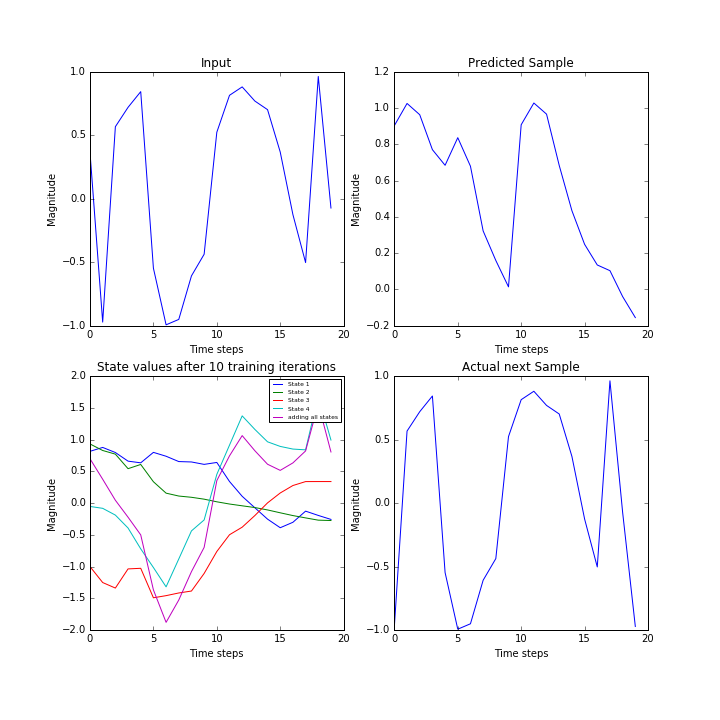 Input
Magnitude
1.0
0.5
0.0
−0.5
−1.0
0 5 10 15 20
Time steps
Predicted Sample
Magnitude
1.2
1.0
0.8
0.6
0.4
0.2
0.0
−0.2
0 5 10 15 20
Time steps
State values after 10 training iterations
Magnitude
2.0
1.5
1.0
0.5
0.0
−0.5
−1.0
−1.5
−2.0
0 5 10 15 20
Time steps
State 1
State 2
State 3
State 4
adding all states
Actual next Sample
Magnitude
1.0
0.5
0.0
−0.5
−1.0
0 5 10 15 20
Time steps